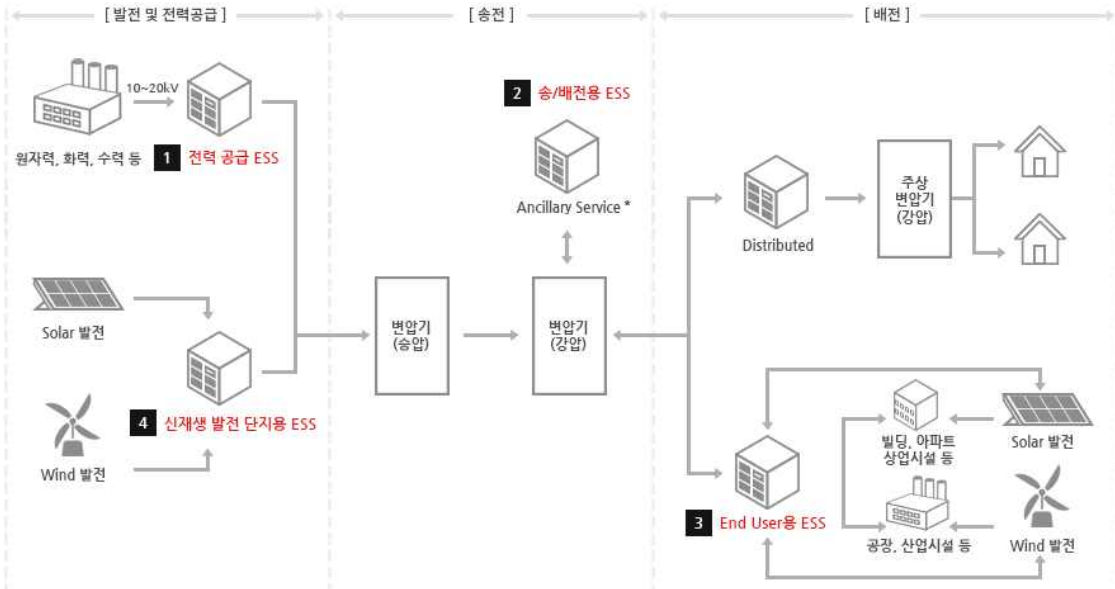 [ 발전 및 전력공급 ]
[ 송전 ]
[ 배전 ]
10~20kV
원자력, 화력, 수력 등
1 전력 공급 ESS
Solar 발전
4 신재생 발전 단지용 ESS
Wind 발전
2 송/배전용 ESS
Ancillary Service *
변압기
(승압)
변압기
(강압)
Distributed
주상
변압기
(강압)
3 End User용 ESS
빌딩, 아파트
상업시설 등
Solar 발전
공장, 산업시설 등
Wind 발전